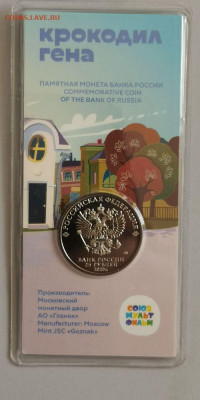 COINS.LAVE.RU
крокодил
гена
ПАМЯТНАЯ МОНЕТА БАНКА РОССИИ
COMMEMORATIVE COIN
OF THE BANK OF RUSSIA
РОССИЙСКАЯ ФЕДЕРАЦИЯ
БАНК РОССИИ
25 РУБЛЕЙ
2020г.
Производитель:
Московский
монетный двор
АО «Гознак»
Manufacturer: Moscow
Mint JSC «Goznak»
СОЮЗ
МУЛЬТ
ФИЛЬМ